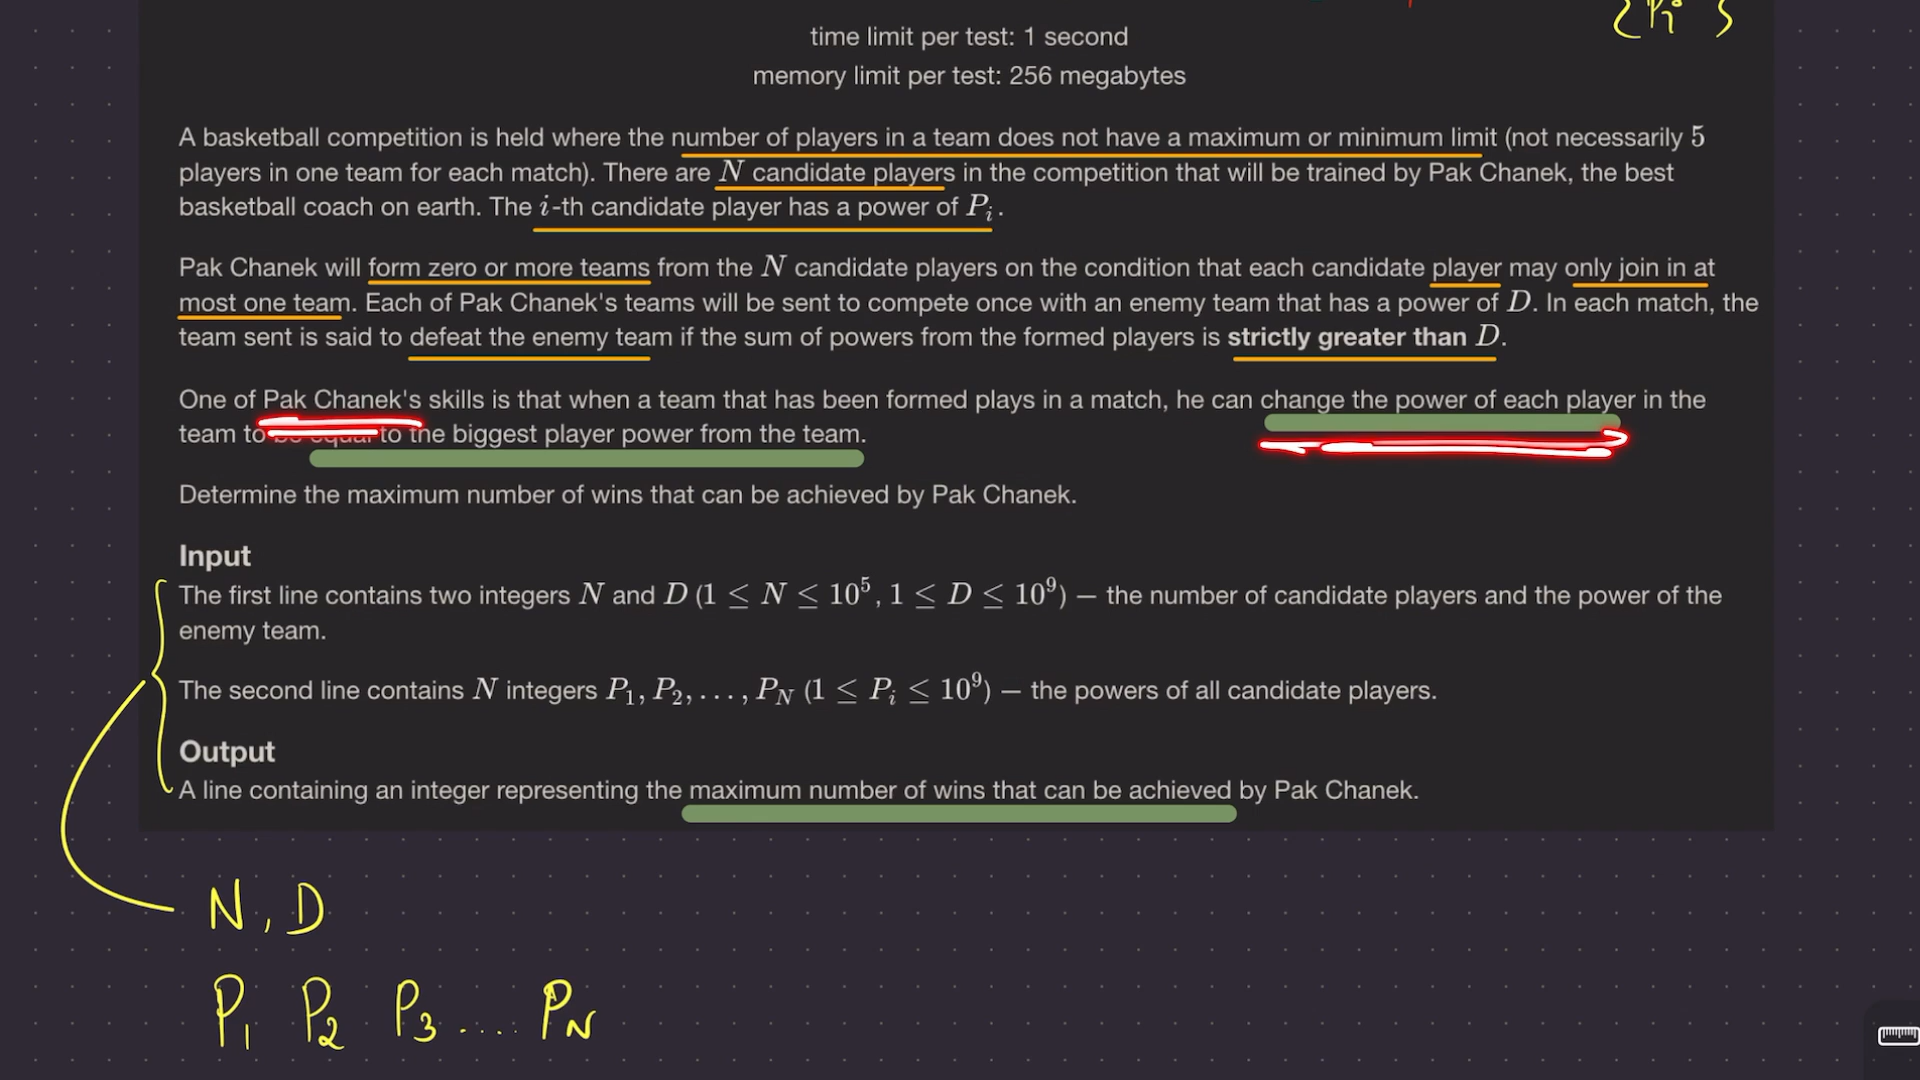 {Pi}
time limit per test: 1 second
memory limit per test: 256 megabytes
A basketball competition is held where the number of players in a team does not have a maximum or minimum limit (not necessarily 5
players in one team for each match). There are N candidate players in the competition that will be trained by Pak Chanek, the best
basketball coach on earth. The i-th candidate player has a power of Pᵢ.
Pak Chanek will form zero or more teams from the N candidate players on the condition that each candidate player may only join in at
most one team. Each of Pak Chanek's teams will be sent to compete once with an enemy team that has a power of D. In each match, the
team sent is said to defeat the enemy team if the sum of powers from the formed players is strictly greater than D.
One of Pak Chanek's skills is that when a team that has been formed plays in a match, he can change the power of each player in the
team to be equal to the biggest player power from the team.
Determine the maximum number of wins that can be achieved by Pak Chanek.
Input
The first line contains two integers N and D (1 ≤ N ≤ 10⁵, 1 ≤ D ≤ 10⁹) — the number of candidate players and the power of the
enemy team.
The second line contains N integers P₁, P₂, . . . , P_N (1 ≤ Pᵢ ≤ 10⁹) — the powers of all candidate players.
Output
A line containing an integer representing the maximum number of wins that can be achieved by Pak Chanek.
N, D
P₁ P₂ P₃ .... P_N